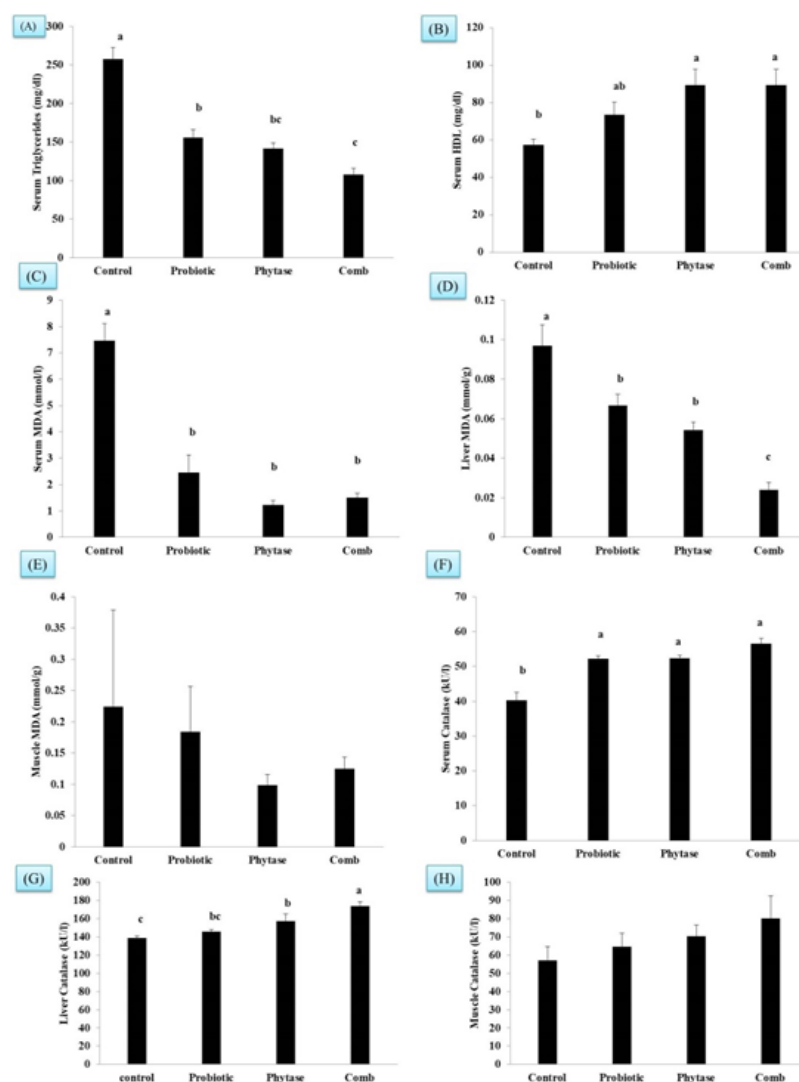 (A)
Serum Triglycerides (mg/dl)
300
250
200
150
100
50
0
a
b
bc
c
Control Probiotic Phytase Comb
(B)
Serum HDL (mg/dl)
120
100
80
60
40
20
0
b
ab
a
a
Control Probiotic Phytase Comb
(C)
Serum MDA (mmol/l)
9
8
7
6
5
4
3
2
1
0
a
b
b
b
Control Probiotic Phytase Comb
(D)
Liver MDA (mmol/g)
0.12
0.1
0.08
0.06
0.04
0.02
0
a
b
b
c
Control Probiotic Phytase Comb
(E)
Muscle MDA (mmol/g)
0.4
0.35
0.3
0.25
0.2
0.15
0.1
0.05
0
Control Probiotic Phytase Comb
(F)
Serum Catalase (kU/l)
70
60
50
40
30
20
10
0
b
a
a
a
Control Probiotic Phytase Comb
(G)
Liver Catalase (kU/l)
200
180
160
140
120
100
80
60
40
20
0
c
bc
b
a
control Probiotic Phytase Comb
(H)
Muscle Catalase (kU/l)
100
90
80
70
60
50
40
30
20
10
0
Control Probiotic Phytase Comb